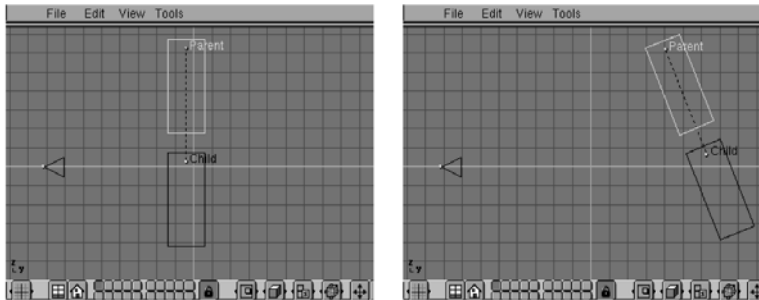 File Edit View Tools
Parent
Child
z
y
File Edit View Tools
Parent
Child
z
y